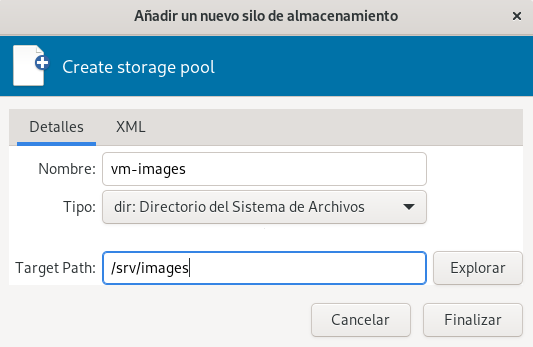 Añadir un nuevo silo de almacenamiento
Create storage pool
Detalles XML
Nombre: vm-images
Tipo: dir: Directorio del Sistema de Archivos
Target Path: /srv/images Explorar
Cancelar Finalizar